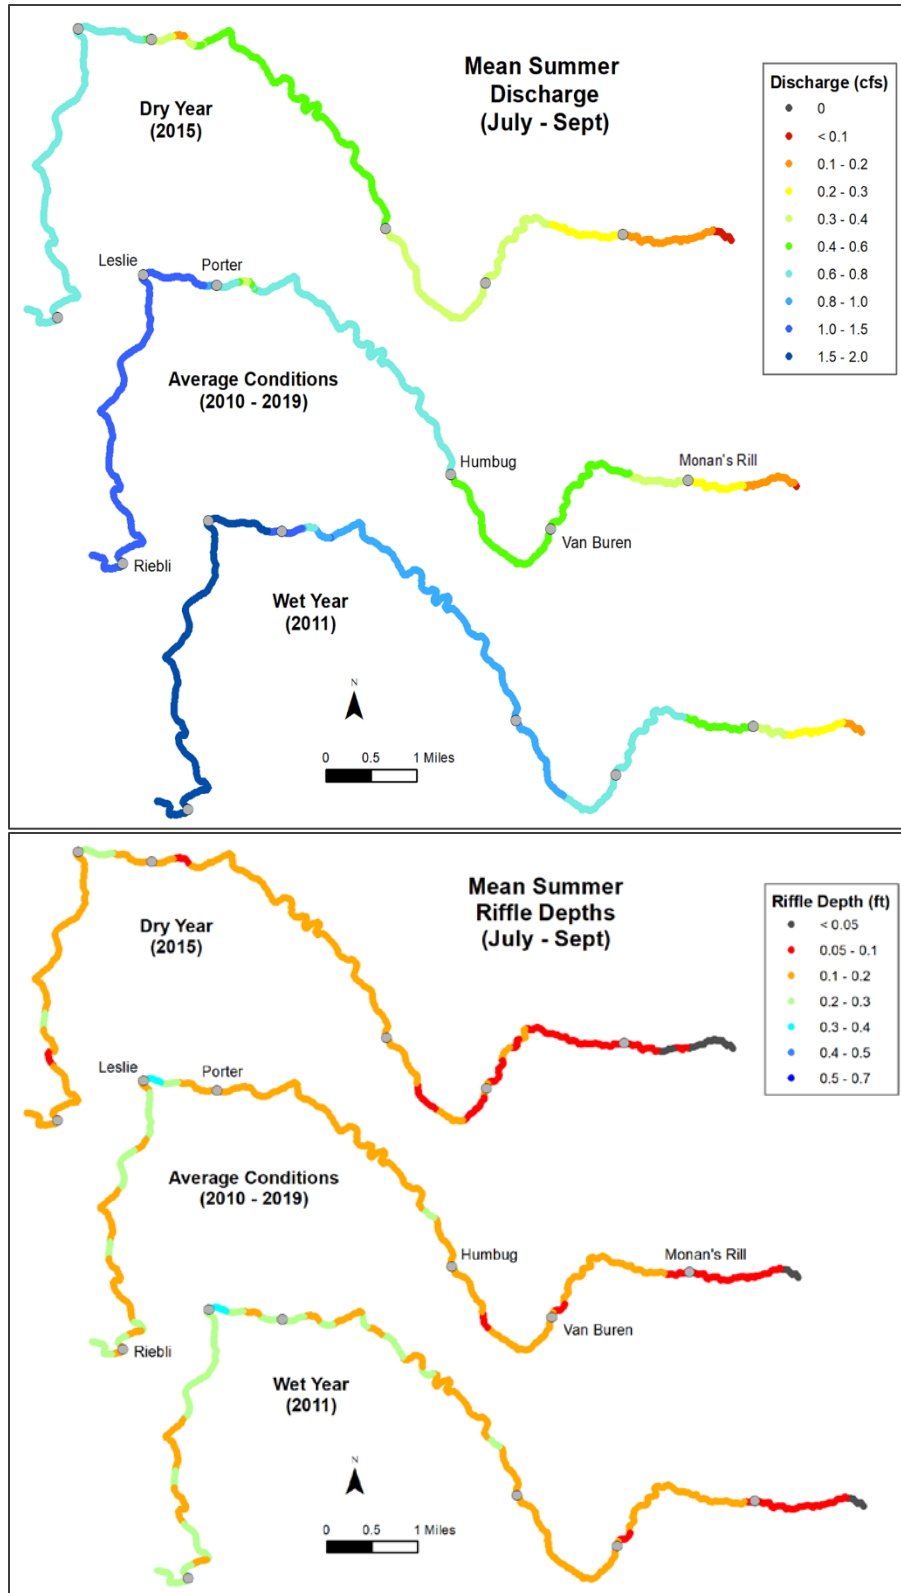 Mean Summer
Discharge
(July - Sept)
Dry Year
(2015)
Discharge (cfs)
0
< 0.1
0.1 - 0.2
0.2 - 0.3
0.3 - 0.4
0.4 - 0.6
0.6 - 0.8
0.8 - 1.0
1.0 - 1.5
1.5 - 2.0
Leslie
Porter
Average Conditions
(2010 - 2019)
Humbug
Monan's Rill
Van Buren
Riebli
Wet Year
(2011)
N
0 0.5 1 Miles
Mean Summer
Riffle Depths
(July - Sept)
Dry Year
(2015)
Riffle Depth (ft)
< 0.05
0.05 - 0.1
0.1 - 0.2
0.2 - 0.3
0.3 - 0.4
0.4 - 0.5
0.5 - 0.7
Leslie
Porter
Average Conditions
(2010 - 2019)
Humbug
Monan's Rill
Van Buren
Riebli
Wet Year
(2011)
N
0 0.5 1 Miles